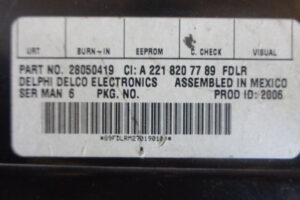 URT BURN-IN EEPROM C. CHECK VISUAL
PART NO. 28050419 CI: A 221 820 77 89 FDLR
DELPHI DELCO ELECTRONICS ASSEMBLED IN MEXICO
SER MAN 6 PKG. NO. PROD ID: 2006